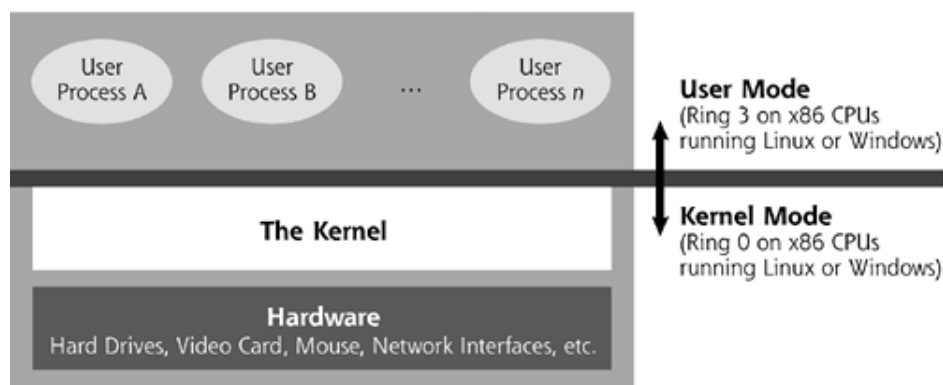 User
Process A
User
Process B
...
User
Process n
User Mode
(Ring 3 on x86 CPUs
running Linux or Windows)
The Kernel
Kernel Mode
(Ring 0 on x86 CPUs
running Linux or Windows)
Hardware
Hard Drives, Video Card, Mouse, Network Interfaces, etc.